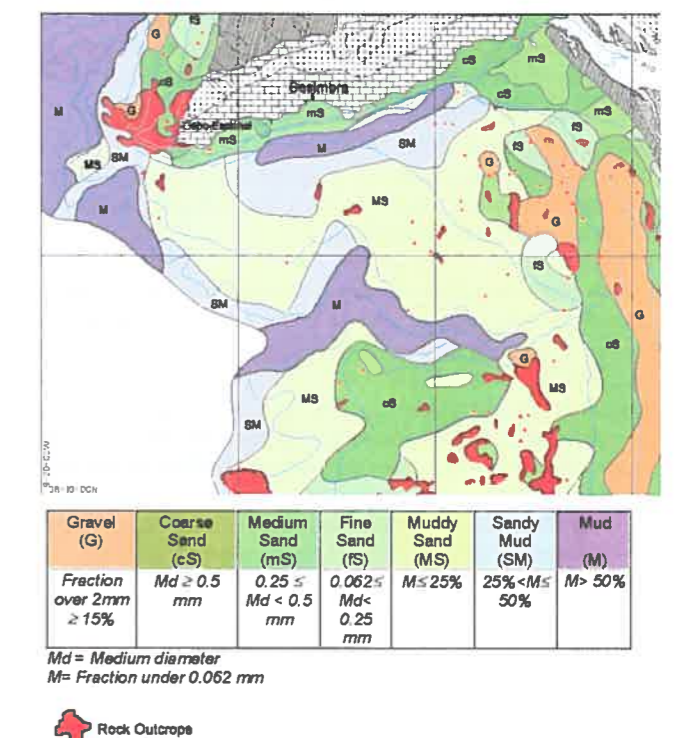 G
fS
cS
mS
cS
cS
Sesimbra
mS
mS
M
G
fS
fS
mS
SM
M
SM
MS
fS
G
MS
M
G
fS
SM
M
G
cS
G
MS
MS
cS
SM
Gravel (G)
Coarse Sand (cS)
Medium Sand (mS)
Fine Sand (fS)
Muddy Sand (MS)
Sandy Mud (SM)
Mud (M)
Fraction over 2mm ≥ 15%
Md ≥ 0.5 mm
0.25 ≤ Md < 0.5 mm
0.062≤ Md< 0.25 mm
M≤25%
25%<M≤ 50%
M> 50%
Md = Medium diameter
M= Fraction under 0.062 mm
Rock Outcrops